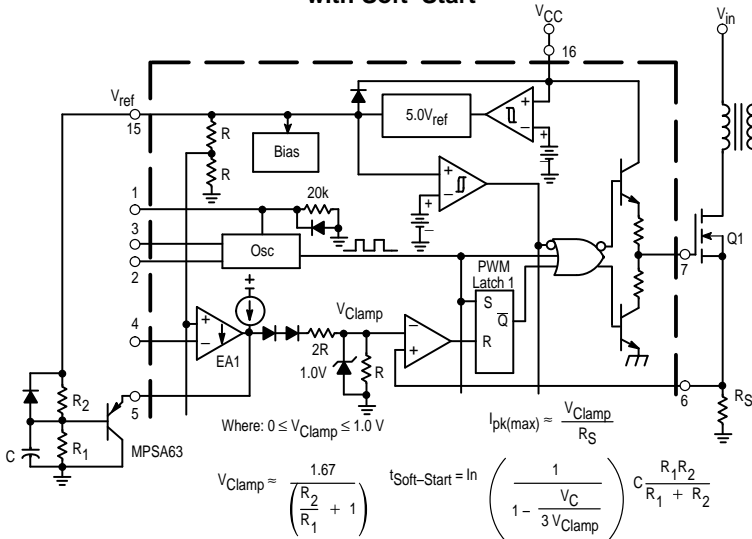 with Soft–Start
VCC
Vin
16
Vref
15
5.0Vref
+
–
+
–
R
Bias
R
+
–
+
–
1
20k
3
Osc
2
Q1
7
PWM
Latch 1
S
Q
R
+
VClamp
4
+
–
EA1
2R
1.0V
R
–
+
5
6
R2
R1
C
MPSA63
RS
Where: 0 ≤ VClamp ≤ 1.0 V
Ipk(max) ≈ VClamp / RS
VClamp ≈ 1.67 / (R2 / R1 + 1)
tSoft–Start = ln (1 / (1 – VC / 3 VClamp)) C R1R2 / (R1 + R2)